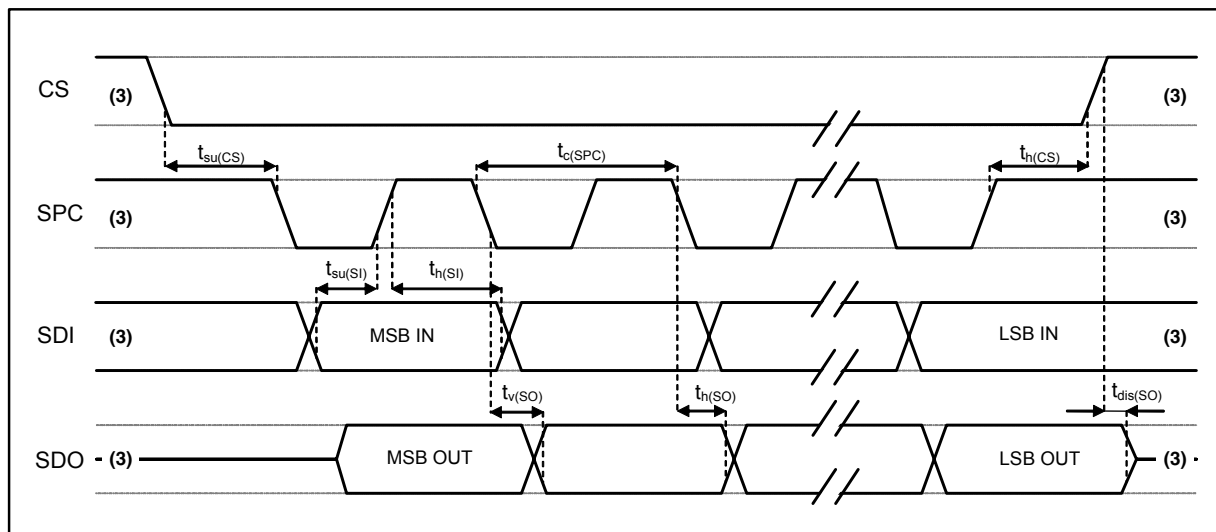 CS (3) (3)
t_su(CS) t_c(SPC) t_h(CS)
SPC (3) (3)
t_su(SI) t_h(SI)
SDI (3) MSB IN LSB IN (3)
t_v(SO) t_h(SO) t_dis(SO)
SDO (3) MSB OUT LSB OUT (3)